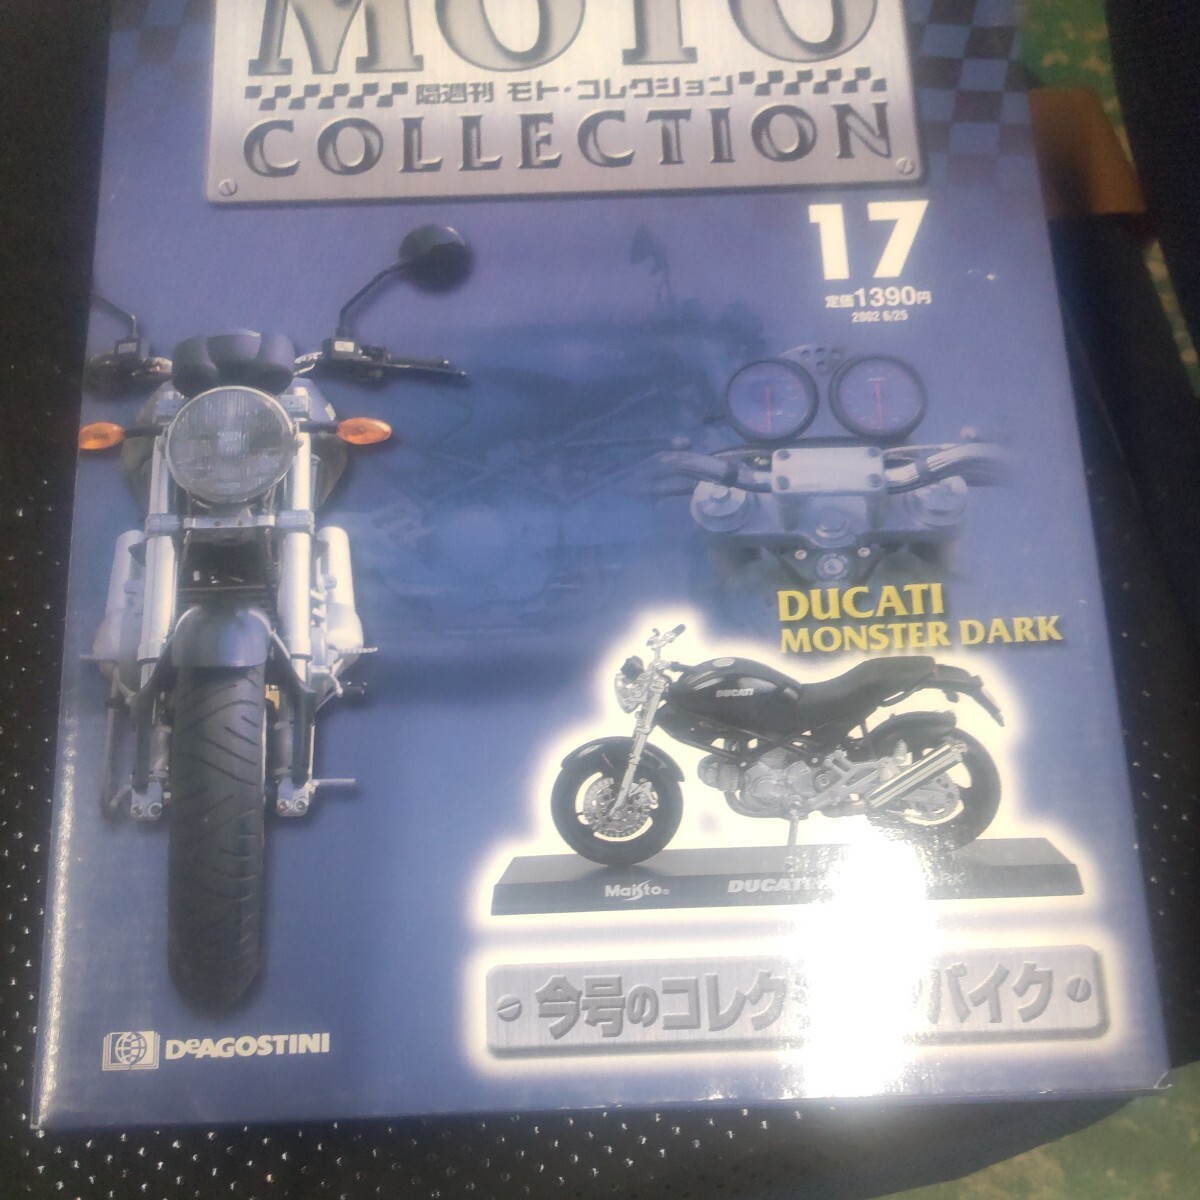 MOTO
隔週刊 モト・コレクション
COLLECTION
17
定価1390円
2002 6/25
DUCATI
MONSTER DARK
DUCATI
Maisto®
DUCATI
今号のコレク バイク
DEAGOSTINI